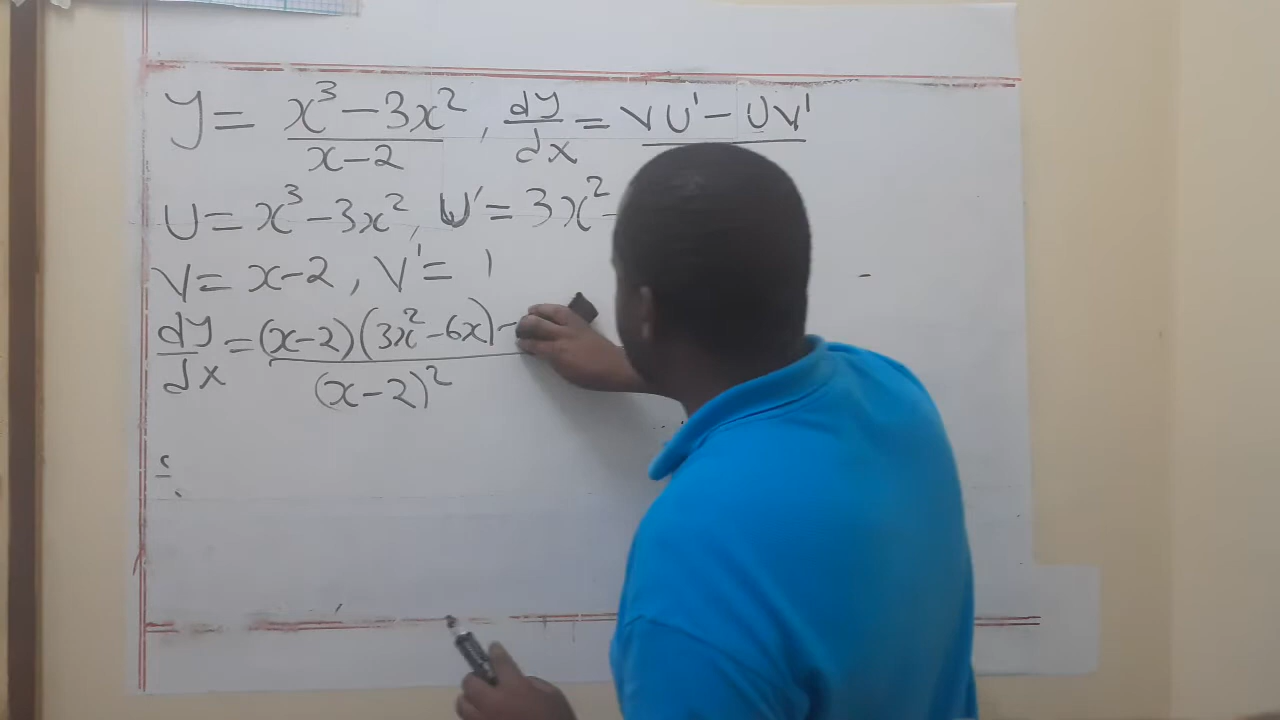 y = x³ - 3x² / x - 2 , dy/dx = VU' - UV'
U = x³ - 3x² , U' = 3x² -
V = x - 2 , V' = 1
dy/dx = (x - 2)(3x² - 6x) - / (x - 2)²